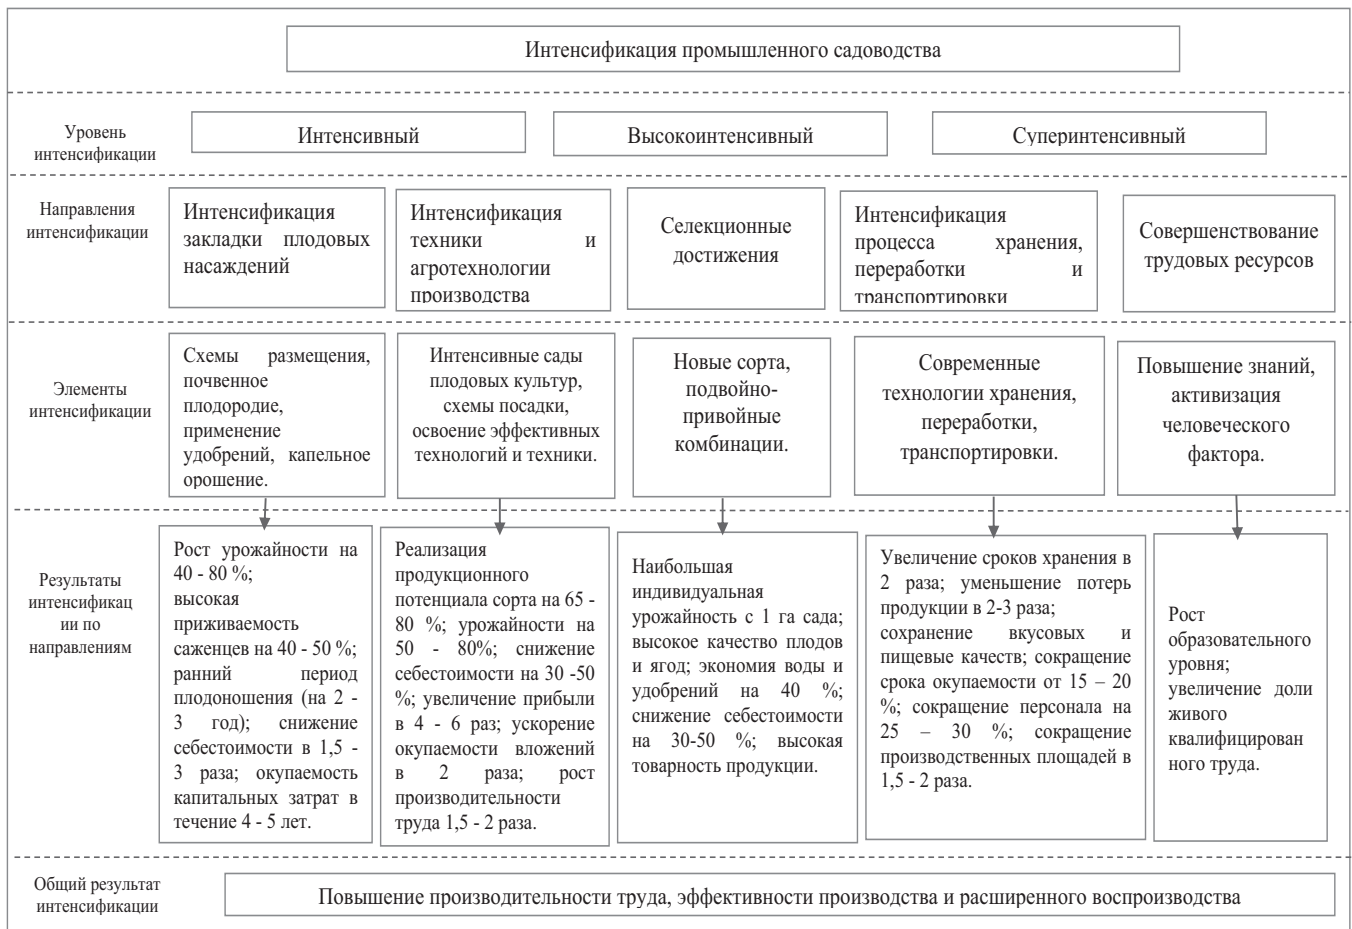 Интенсификация промышленного садоводства
Уровень
интенсификации
Интенсивный
Высокоинтенсивный
Суперинтенсивный
Направления
интенсификации
Интенсификация
закладки плодовых
насаждений
Интенсификация
техники и
агротехнологии
производства
Селекционные
достижения
Интенсификация
процесса хранения,
переработки и
транспортировки
Совершенствование
трудовых ресурсов
Элементы
интенсификации
Схемы размещения,
почвенное
плодородие,
применение
удобрений, капельное
орошение.
Интенсивные сады
плодовых культур,
схемы посадки,
освоение эффективных
технологий и техники.
Новые сорта,
подвойно-
привойные
комбинации.
Современные
технологии хранения,
переработки,
транспортировки.
Повышение знаний,
активизация
человеческого
фактора.
Результаты
интенсификац
ии по
направлениям
Рост урожайности на
40 - 80 %;
высокая
приживаемость
саженцев на 40 - 50 %;
ранний период
плодоношения (на 2 -
3 год); снижение
себестоимости в 1,5 -
3 раза; окупаемость
капитальных затрат в
течение 4 - 5 лет.
Реализация
продукционного
потенциала сорта на 65 -
80 %; урожайности на
50 - 80%; снижение
себестоимости на 30 -50
%; увеличение прибыли
в 4 - 6 раз; ускорение
окупаемости вложений
в 2 раза; рост
производительности
труда 1,5 - 2 раза.
Наибольшая
индивидуальная
урожайность с 1 га сада;
высокое качество плодов
и ягод; экономия воды и
удобрений на 40 %;
снижение себестоимости
на 30-50 %; высокая
товарность продукции.
Увеличение сроков хранения в
2 раза; уменьшение потерь
продукции в 2-3 раза;
сохранение вкусовых и
пищевые качеств; сокращение
срока окупаемости от 15 – 20
%; сокращение персонала на
25 – 30 %; сокращение
производственных площадей в
1,5 - 2 раза.
Рост
образовательного
уровня;
увеличение доли
живого
квалифицирован
ного труда.
Общий результат
интенсификации
Повышение производительности труда, эффективности производства и расширенного воспроизводства